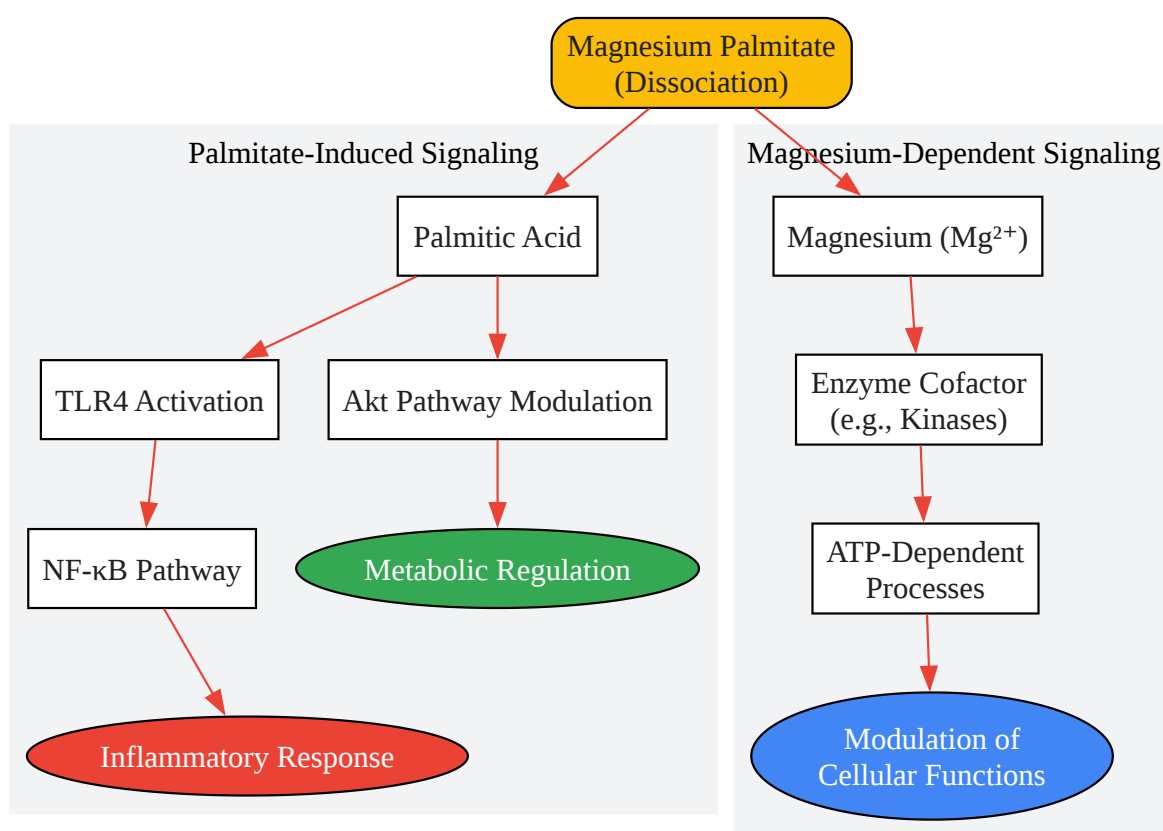 Magnesium Palmitate
(Dissociation)
Palmitate-Induced Signaling
Magnesium-Dependent Signaling
Palmitic Acid
Magnesium (Mg²⁺)
TLR4 Activation
Akt Pathway Modulation
Enzyme Cofactor
(e.g., Kinases)
NF-κB Pathway
Metabolic Regulation
ATP-Dependent
Processes
Inflammatory Response
Modulation of
Cellular Functions